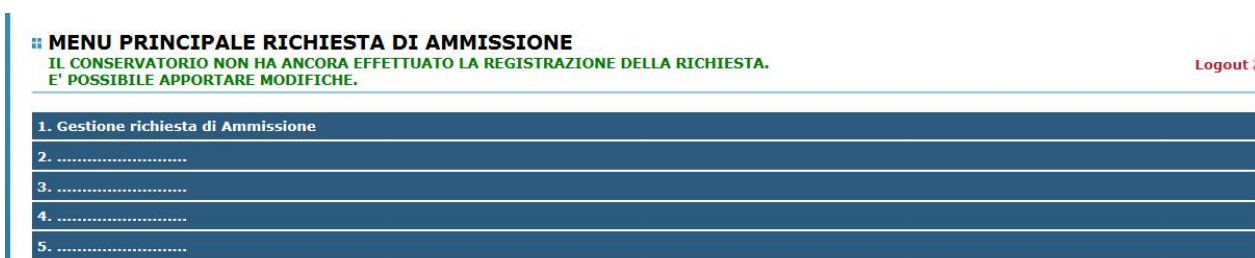 MENU PRINCIPALE RICHIESTA DI AMMISSIONE
IL CONSERVATORIO NON HA ANCORA EFFETTUATO LA REGISTRAZIONE DELLA RICHIESTA.
E' POSSIBILE APPORTARE MODIFICHE.
Logout
1. Gestione richiesta di Ammissione
2. ..........................
3. ..........................
4. ..........................
5. ..........................